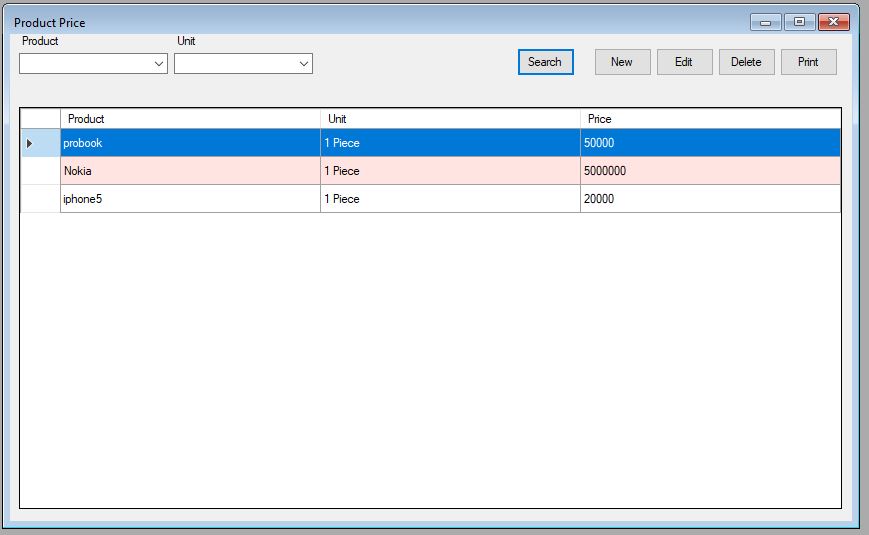 Product Price
Product Unit
Search New Edit Delete Print
Product Unit Price
probook 1 Piece 50000
Nokia 1 Piece 5000000
iphone5 1 Piece 20000